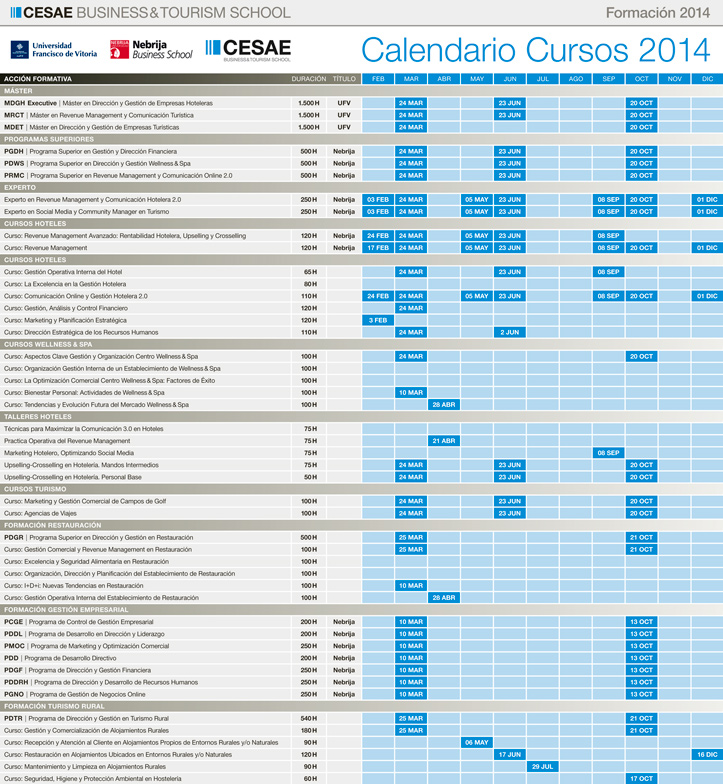 CESAE BUSINESS&TOURISM SCHOOL Formación 2014
Universidad Francisco de Vitoria
Nebrija Business School
CESAE BUSINESS&TOURISM SCHOOL
Calendario Cursos 2014
ACCIÓN FORMATIVA DURACIÓN TÍTULO FEB MAR ABR MAY JUN JUL AGO SEP OCT NOV DIC
MÁSTER
MDGH Executive | Máster en Dirección y Gestión de Empresas Hoteleras 1.500 H UFV 24 MAR 23 JUN 20 OCT
MRCT | Máster en Revenue Management y Comunicación Turística 1.500 H UFV 24 MAR 23 JUN 20 OCT
MDET | Máster en Dirección y Gestión de Empresas Turísticas 1.500 H UFV 24 MAR 20 OCT
PROGRAMAS SUPERIORES
PGDH | Programa Superior en Gestión y Dirección Financiera 500 H Nebrija 24 MAR 23 JUN 20 OCT
PDWS | Programa Superior en Dirección y Gestión Wellness & Spa 500 H Nebrija 24 MAR 23 JUN 20 OCT
PRMC | Programa Superior en Revenue Management y Comunicación Online 2.0 500 H Nebrija 24 MAR 23 JUN 20 OCT
EXPERTO
Experto en Revenue Management y Comunicación Hotelera 2.0 250 H Nebrija 03 FEB 24 MAR 05 MAY 23 JUN 08 SEP 20 OCT 01 DIC
Experto en Social Media y Community Manager en Turismo 250 H Nebrija 03 FEB 24 MAR 05 MAY 23 JUN 08 SEP 20 OCT 01 DIC
CURSOS HOTELES
Curso: Revenue Management Avanzado: Rentabilidad Hotelera, Upselling y Crosselling 120 H Nebrija 24 FEB 24 MAR 05 MAY 23 JUN 08 SEP
Curso: Revenue Management 120 H Nebrija 17 FEB 24 MAR 05 MAY 23 JUN 08 SEP 20 OCT 01 DIC
CURSOS HOTELES
Curso: Gestión Operativa Interna del Hotel 65 H 24 MAR 23 JUN 08 SEP
Curso: La Excelencia en la Gestión Hotelera 80 H
Curso: Comunicación Online y Gestión Hotelera 2.0 110 H 24 FEB 24 MAR 05 MAY 23 JUN 08 SEP 20 OCT 01 DIC
Curso: Gestión, Análisis y Control Financiero 120 H 24 MAR
Curso: Marketing y Planificación Estratégica 120 H 3 FEB
Curso: Dirección Estratégica de los Recursos Humanos 110 H 24 MAR 2 JUN
CURSOS WELLNESS & SPA
Curso: Aspectos Clave Gestión y Organización Centro Wellness & Spa 100 H 24 MAR 20 OCT
Curso: Organización Gestión Interna de un Establecimiento de Wellness & Spa 100 H
Curso: La Optimización Comercial Centro Wellness & Spa: Factores de Éxito 100 H
Curso: Bienestar Personal: Actividades de Wellness & Spa 100 H 10 MAR
Curso: Tendencias y Evolución Futura del Mercado Wellness & Spa 100 H 28 ABR
TALLERES HOTELES
Técnicas para Maximizar la Comunicación 3.0 en Hoteles 75 H
Practica Operativa del Revenue Management 75 H 21 ABR
Marketing Hotelero, Optimizando Social Media 75 H 08 SEP
Upselling-Crosselling en Hotelería. Mandos Intermedios 75 H 24 MAR 23 JUN 20 OCT
Upselling-Crosselling en Hotelería. Personal Base 50 H 24 MAR 23 JUN 20 OCT
CURSOS TURISMO
Curso: Marketing y Gestión Comercial de Campos de Golf 100 H 24 MAR 23 JUN 20 OCT
Curso: Agencias de Viajes 100 H 24 MAR 23 JUN 20 OCT
FORMACIÓN RESTAURACIÓN
PDGR | Programa Superior en Dirección y Gestión en Restauración 500 H 25 MAR 21 OCT
Curso: Gestión Comercial y Revenue Management en Restauración 100 H 25 MAR 21 OCT
Curso: Excelencia y Seguridad Alimentaria en Restauración 100 H
Curso: Organización, Dirección y Planificación del Establecimiento de Restauración 100 H
Curso: I+D+i: Nuevas Tendencias en Restauración 100 H 10 MAR
Curso: Gestión Operativa Interna del Establecimiento de Restauración 100 H 28 ABR
FORMACIÓN GESTIÓN EMPRESARIAL
PCGE | Programa de Control de Gestión Empresarial 200 H Nebrija 10 MAR 13 OCT
PDDL | Programa de Desarrollo en Dirección y Liderazgo 200 H Nebrija 10 MAR 13 OCT
PMOC | Programa de Marketing y Optimización Comercial 250 H Nebrija 10 MAR 13 OCT
PDD | Programa de Desarrollo Directivo 200 H Nebrija 10 MAR 13 OCT
PDGF | Programa de Dirección y Gestión Financiera 250 H Nebrija 10 MAR 13 OCT
PDDRH | Programa de Dirección y Desarrollo de Recursos Humanos 250 H Nebrija 10 MAR 13 OCT
PGNO | Programa de Gestión de Negocios Online 250 H Nebrija 10 MAR 13 OCT
FORMACIÓN TURISMO RURAL
PDTR | Programa de Dirección y Gestión en Turismo Rural 540 H 25 MAR 21 OCT
Curso: Gestión y Comercialización de Alojamientos Rurales 180 H 25 MAR 21 OCT
Curso: Recepción y Atención al Cliente en Alojamientos Propios de Entornos Rurales y/o Naturales 90 H 06 MAY
Curso: Restauración en Alojamientos Ubicados en Entornos Rurales y/o Naturales 120 H 17 JUN 16 DIC
Curso: Mantenimiento y Limpieza en Alojamientos Rurales 90 H 29 JUL
Curso: Seguridad, Higiene y Protección Ambiental en Hostelería 60 H 17 OCT